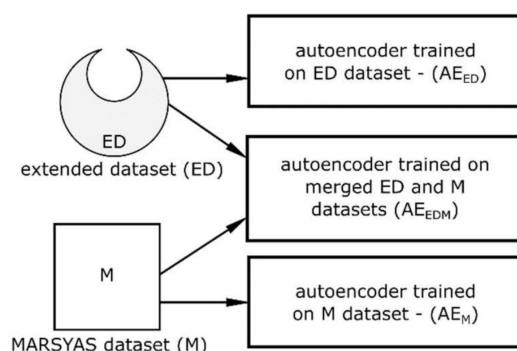 autoencoder trained
on ED dataset - (AE_ED)
ED
extended dataset (ED)
autoencoder trained on
merged ED and M
datasets (AE_EDM)
M
MARSYAS dataset (M)
autoencoder trained
on M dataset - (AE_M)